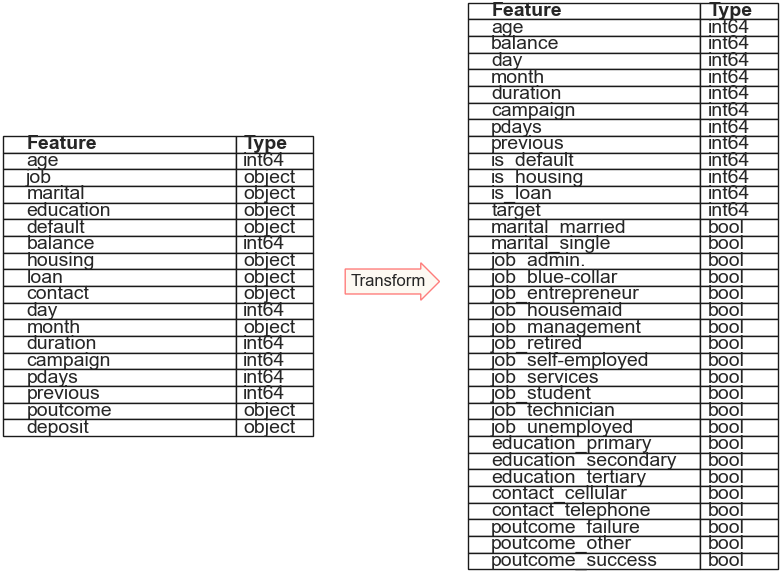 Feature Type
age int64
job object
marital object
education object
default object
balance int64
housing object
loan object
contact object
day int64
month object
duration int64
campaign int64
pdays int64
previous int64
poutcome object
deposit object
Transform
Feature Type
age int64
balance int64
day int64
month int64
duration int64
campaign int64
pdays int64
previous int64
is_default int64
is_housing int64
is_loan int64
target int64
marital_married bool
marital_single bool
job_admin. bool
job_blue-collar bool
job_entrepreneur bool
job_housemaid bool
job_management bool
job_retired bool
job_self-employed bool
job_services bool
job_student bool
job_technician bool
job_unemployed bool
education_primary bool
education_secondary bool
education_tertiary bool
contact_cellular bool
contact_telephone bool
poutcome_failure bool
poutcome_other bool
poutcome_success bool